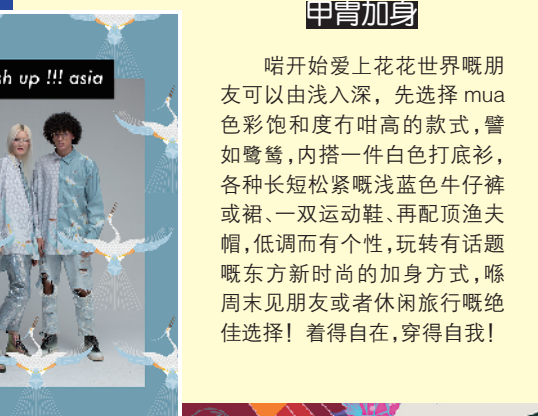 sh up !!! asia
甲胄加身
啱开始爱上花花世界嘅朋
友可以由浅入深，先选择 mua
色彩饱和度冇咁高的款式，譬
如鹭鸶，内搭一件白色打底衫，
各种长短松紧嘅浅蓝色牛仔裤
或裙、一双运动鞋、再配顶渔夫
帽，低调而有个性，玩转有话题
嘅东方新时尚的加身方式，喺
周末见朋友或者休闲旅行嘅绝
佳选择！着得自在，穿得自我！